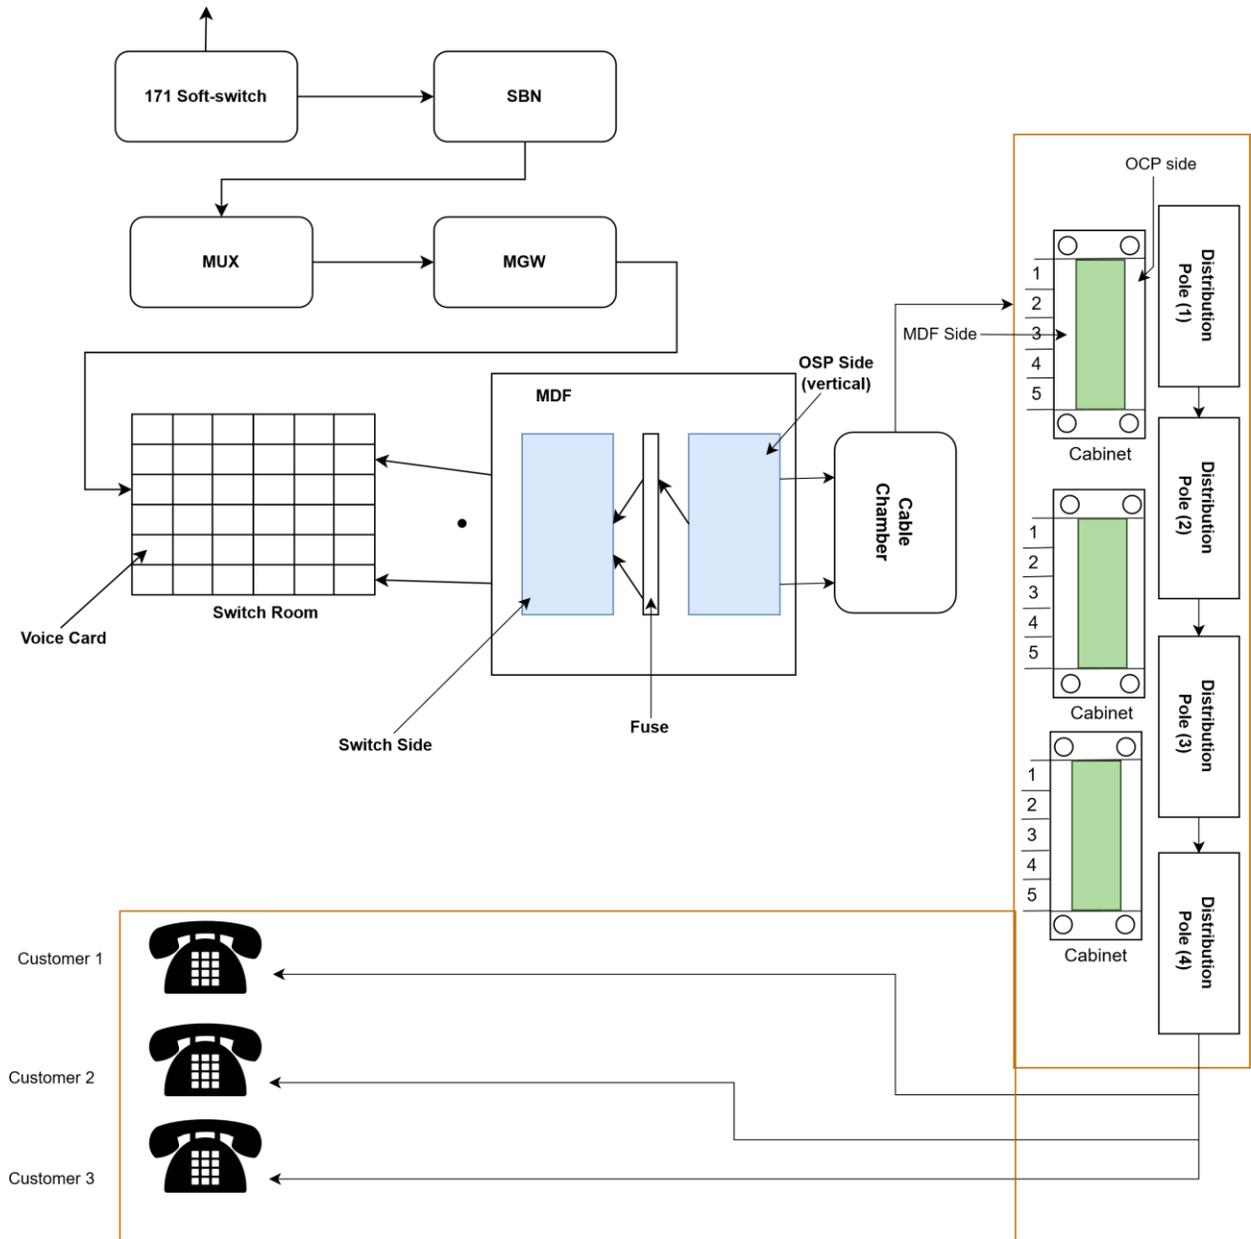 171 Soft-switch
SBN
MUX
MGW
OCP side
Distribution
Pole (1)
1
2
3
4
5
MDF Side
Cabinet
OSP Side
(vertical)
MDF
Cable
Chamber
Distribution
Pole (2)
1
2
3
4
5
Cabinet
Switch Room
Voice Card
Switch Side
Fuse
Distribution
Pole (3)
1
2
3
4
5
Cabinet
Distribution
Pole (4)
Customer 1
Customer 2
Customer 3